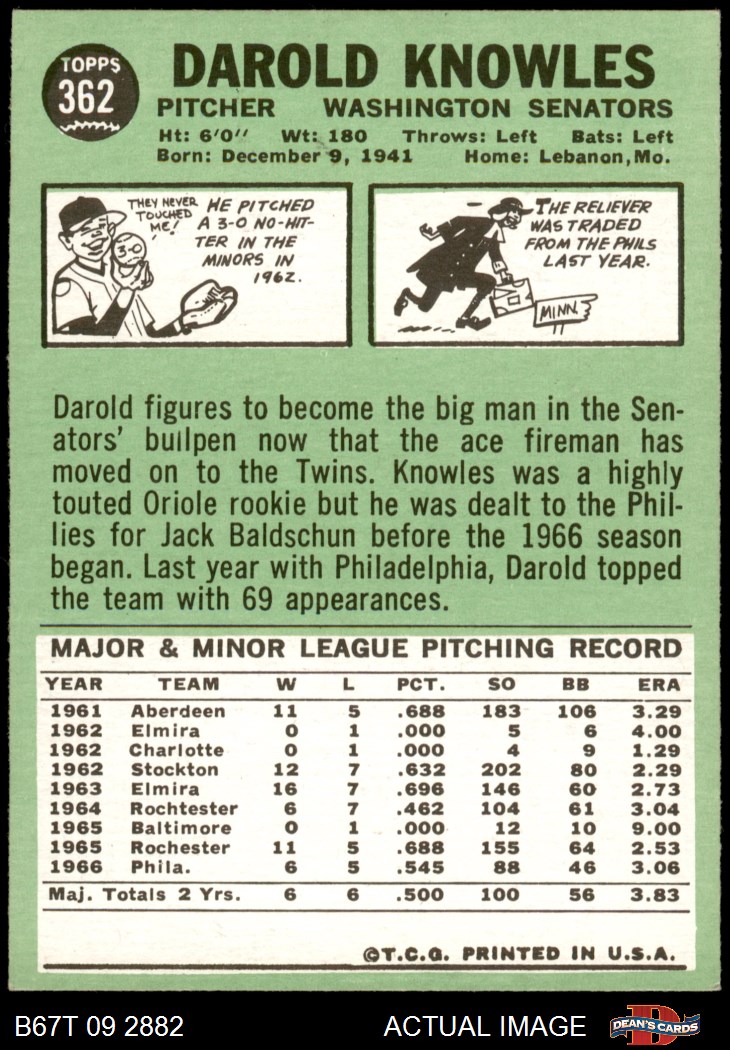 TOPPS
362
DAROLD KNOWLES
PITCHER WASHINGTON SENATORS
Ht: 6'0" Wt: 180 Throws: Left Bats: Left
Born: December 9, 1941 Home: Lebanon, Mo.
THEY NEVER
TOUCHED
ME!
3-0
HE PITCHED
A 3-0 NO-HIT-
TER IN THE
MINORS IN
1962.
THE RELIEVER
WAS TRADED
FROM THE PHILS
LAST YEAR.
MINN.
Darold figures to become the big man in the Sen-
ators' bullpen now that the ace fireman has
moved on to the Twins. Knowles was a highly
touted Oriole rookie but he was dealt to the Phil-
lies for Jack Baldschun before the 1966 season
began. Last year with Philadelphia, Darold topped
the team with 69 appearances.
MAJOR & MINOR LEAGUE PITCHING RECORD
YEAR TEAM W L PCT. SO BB ERA
1961 Aberdeen 11 5 .688 183 106 3.29
1962 Elmira 0 1 .000 5 6 4.00
1962 Charlotte 0 1 .000 4 9 1.29
1962 Stockton 12 7 .632 202 80 2.29
1963 Elmira 16 7 .696 146 60 2.73
1964 Rochtester 6 7 .462 104 61 3.04
1965 Baltimore 0 1 .000 12 10 9.00
1965 Rochester 11 5 .688 155 64 2.53
1966 Phila. 6 5 .545 88 46 3.06
Maj. Totals 2 Yrs. 6 6 .500 100 56 3.83
©T.C.G. PRINTED IN U.S.A.
B67T 09 2882 ACTUAL IMAGE
D
DEAN'S CARDS